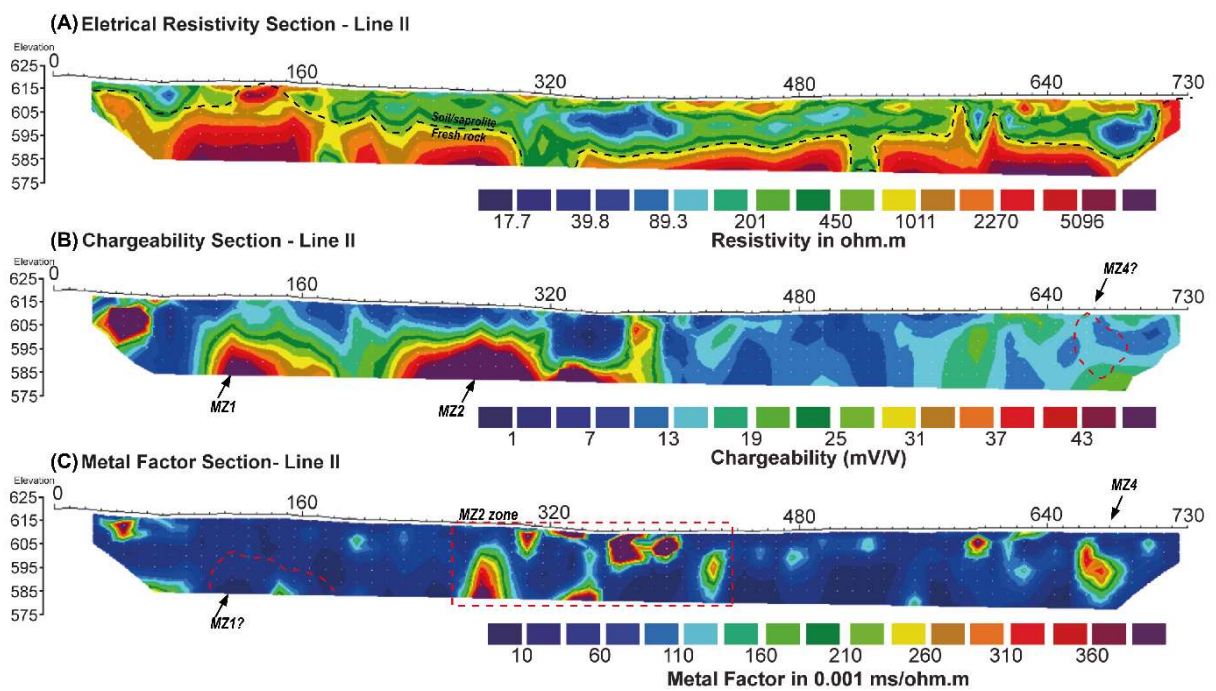 (A) Eletrical Resistivity Section - Line II
Elevation
0 160 320 480 640 730
625
615
605
595
585
575
Soil/saprolite
Fresh rock
17.7 39.8 89.3 201 450 1011 2270 5096
Resistivity in ohm.m
(B) Chargeability Section - Line II
MZ4?
Elevation
0 160 320 480 640 730
625
615
605
595
585
575
MZ1 MZ2
1 7 13 19 25 31 37 43
Chargeability (mV/V)
(C) Metal Factor Section- Line II
MZ4
Elevation
0 160 320 480 640 730
MZ2 zone
625
615
605
595
585
575
MZ1?
10 60 110 160 210 260 310 360
Metal Factor in 0.001 ms/ohm.m